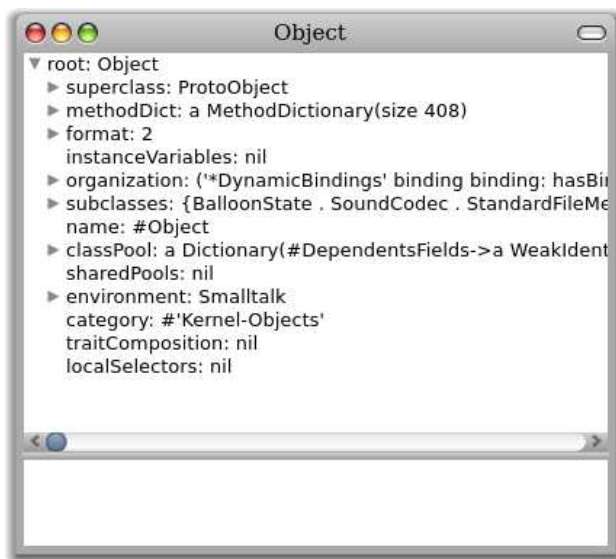 Object
root: Object
superclass: ProtoObject
methodDict: a MethodDictionary(size 408)
format: 2
instanceVariables: nil
organization: ('*DynamicBindings' binding binding: hasBin
subclasses: {BalloonState . SoundCodec . StandardFileMe
name: #Object
classPool: a Dictionary(#DependentsFields->a WeakIdent
sharedPools: nil
environment: Smalltalk
category: #'Kernel-Objects'
traitComposition: nil
localSelectors: nil